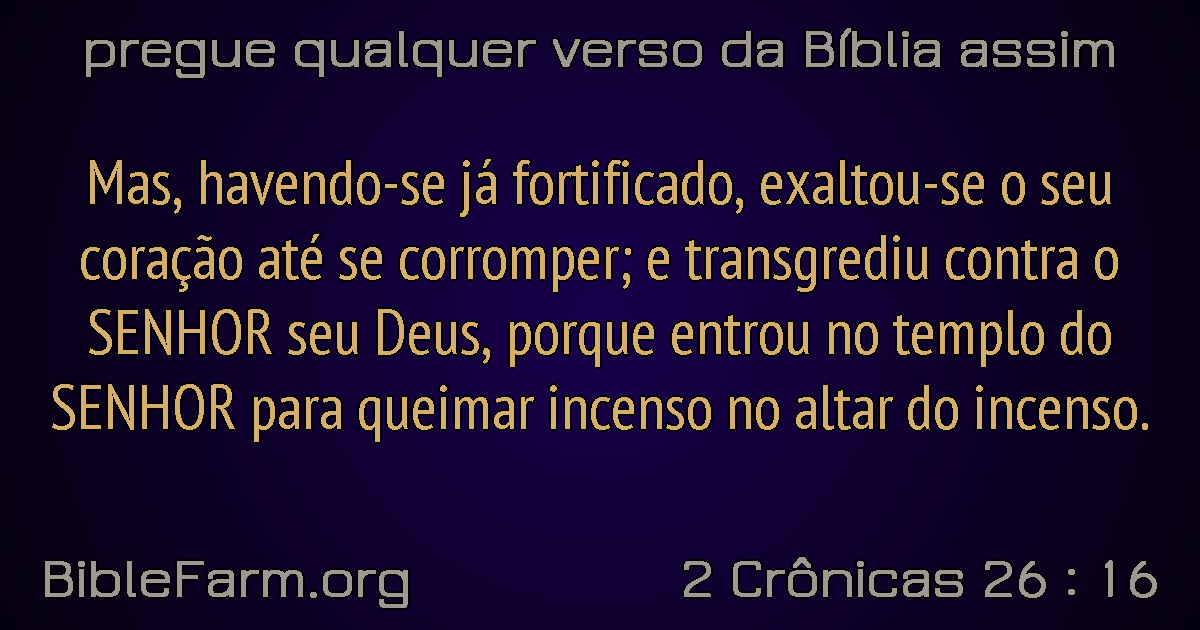 pregue qualquer verso da Bíblia assim
Mas, havendo-se já fortificado, exaltou-se o seu
coração até se corromper; e transgrediu contra o
SENHOR seu Deus, porque entrou no templo do
SENHOR para queimar incenso no altar do incenso.
BibleFarm.org
2 Crônicas 26 : 16